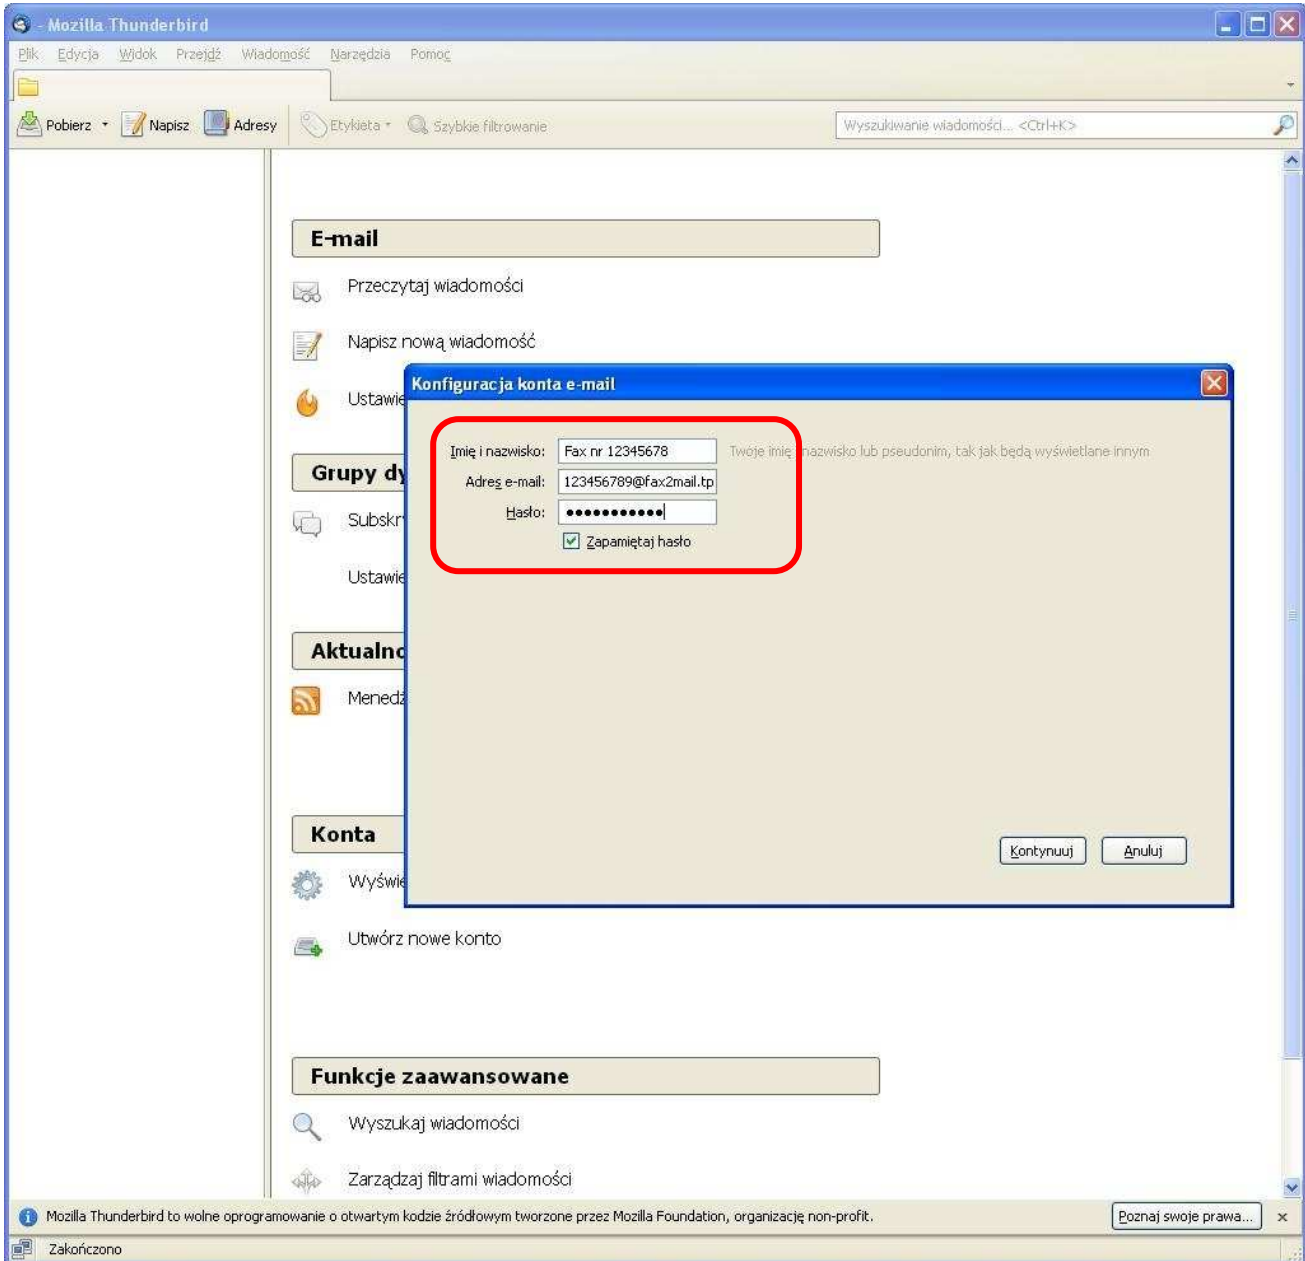 - Mozilla Thunderbird
Plik Edycja Widok Przejdź Wiadomość Narzędzia Pomoc
Pobierz Napisz Adresy Etykieta Szybkie filtrowanie Wyszukiwanie wiadomości... <Ctrl+K>
E-mail
Przeczytaj wiadomości
Napisz nową wiadomość
Konfiguracja konta e-mail
Ustawie
Imię i nazwisko: Fax nr 12345678 Twoje imię nazwisko lub pseudonim, tak jak będą wyświetlane innym
Grupy dy
Adres e-mail: 123456789@fax2mail.tp
Subskr
Hasło: •••••••••••
Zapamiętaj hasło
Ustawie
Aktualno
Menedż
Konta
Kontynuuj Anuluj
Wyświe
Utwórz nowe konto
Funkcje zaawansowane
Wyszukaj wiadomości
Zarządzaj filtrami wiadomości
Mozilla Thunderbird to wolne oprogramowanie o otwartym kodzie źródłowym tworzone przez Mozilla Foundation, organizację non-profit. Poznaj swoje prawa...
Zakończono